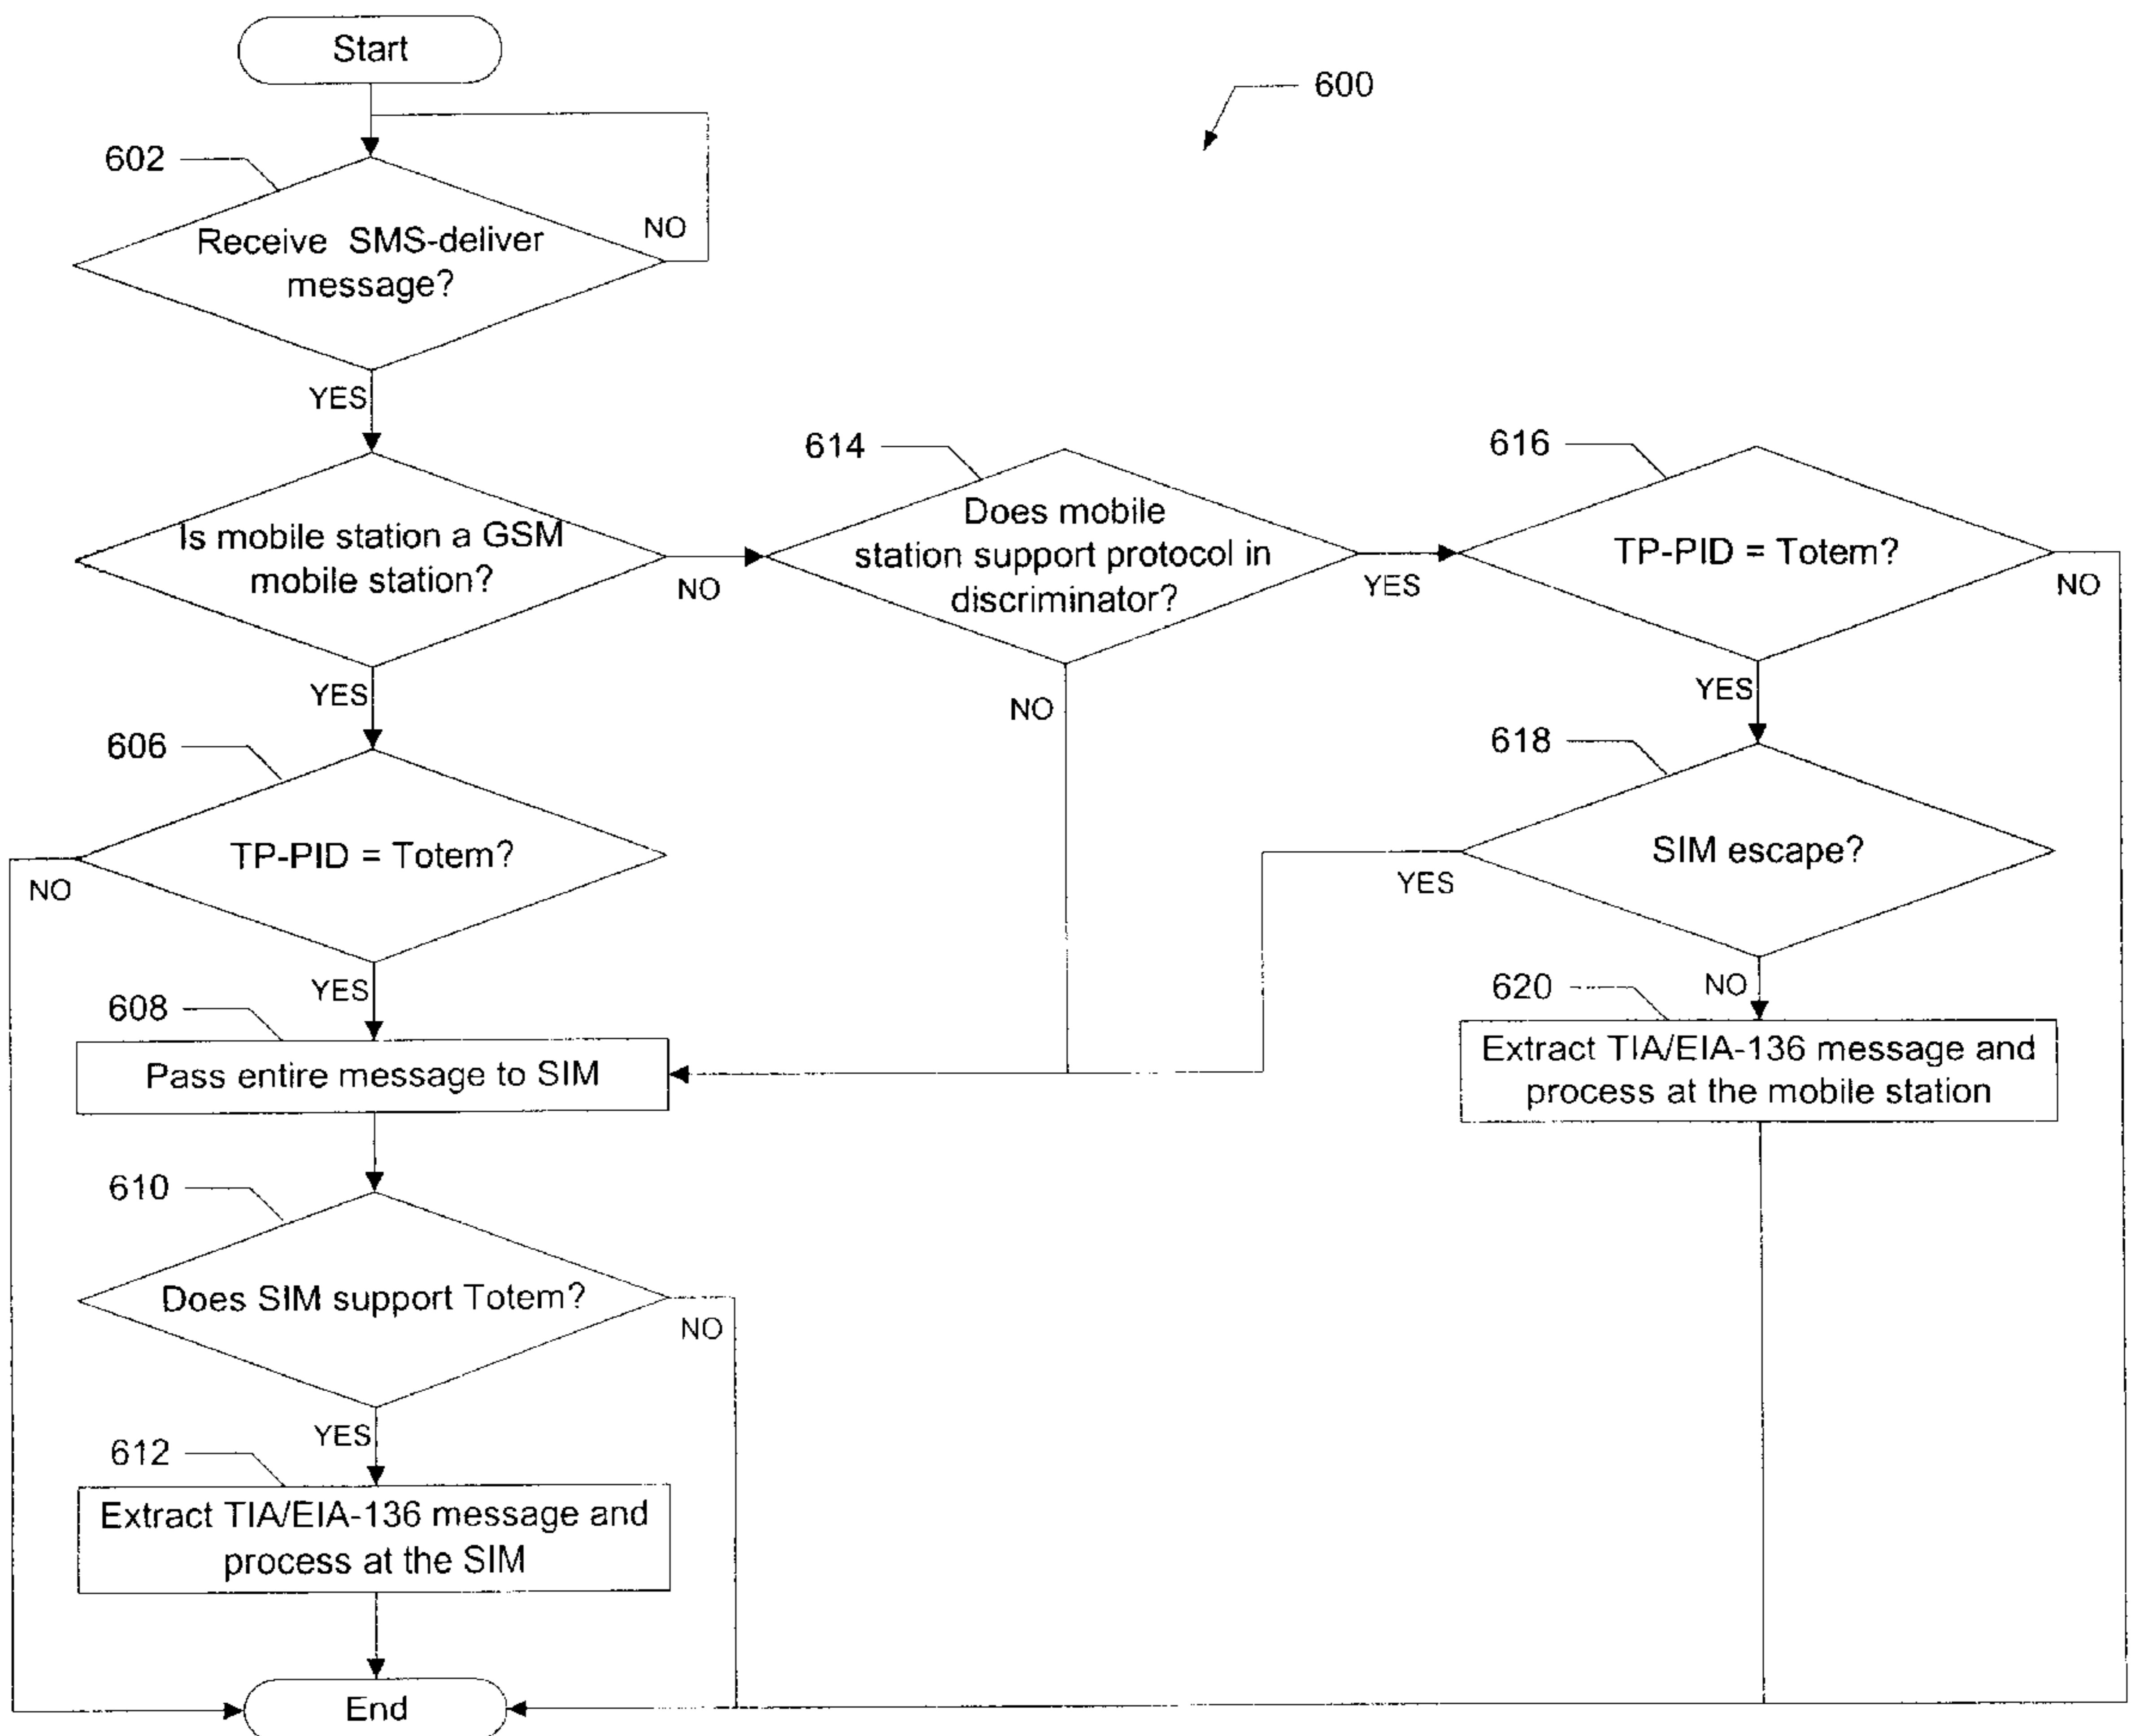 Start
600
602
Receive SMS-deliver
message?
NO
YES
614
616
Is mobile station a GSM
mobile station?
NO
Does mobile
station support protocol in
discriminator?
YES
TP-PID = Totem?
NO
YES
NO
YES
606
618
TP-PID = Totem?
NO
SIM escape?
YES
YES
NO
608
620
Pass entire message to SIM
Extract TIA/EIA-136 message and
process at the mobile station
610
Does SIM support Totem?
NO
YES
612
Extract TIA/EIA-136 message and
process at the SIM
End